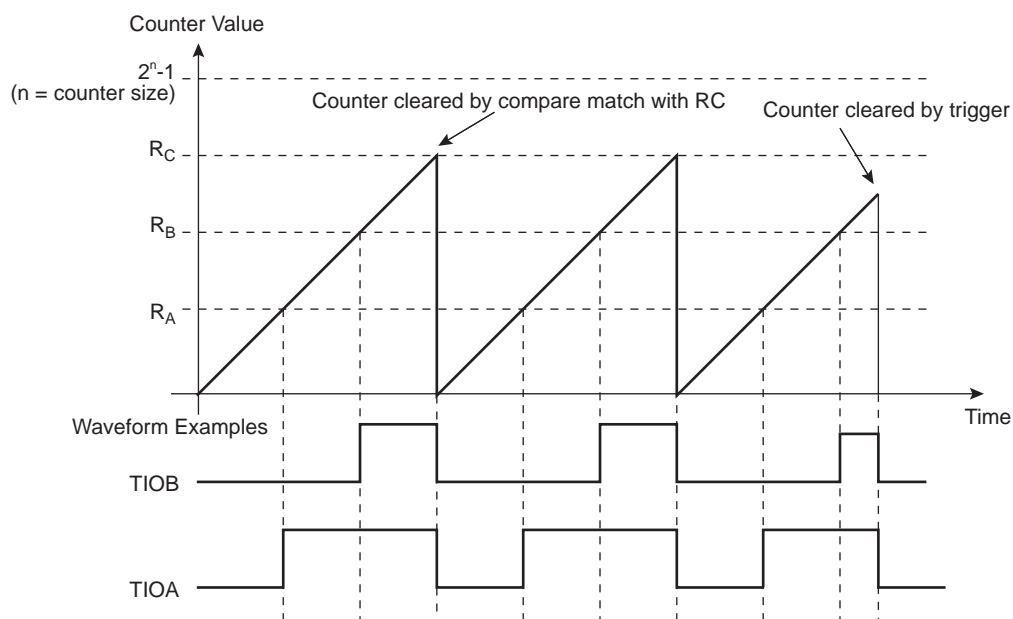 Counter Value
2ⁿ-1
(n = counter size)
Counter cleared by compare match with RC
Counter cleared by trigger
R_C
R_B
R_A
Time
Waveform Examples
TIOB
TIOA